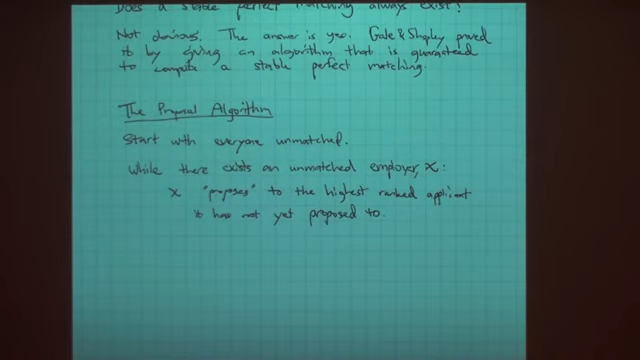 Does a stable perfect matching always exist?
Not obvious. The answer is yes. Gale & Shapley proved
it by giving an algorithm that is guaranteed
to compute a stable perfect matching.
The Proposal Algorithm
Start with everyone unmatched.
While there exists an unmatched employer, x:
x "proposes" to the highest ranked applicant
it has not yet proposed to.